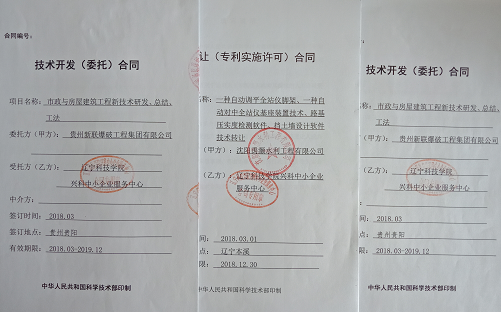 合同编号：
技术开发（委托）合同
项目名称：市政与房屋建筑工程新技术研发、总结、
工法
委托方（甲方）：贵州新联爆破工程集团有限公司
受托方（乙方）：辽宁科技学院
兴科中小企业服务中心
中介方：
签订时间：2018.03
签订地点：贵州贵阳
有效期限：2018.03-2019.12
中华人民共和国科学技术部印制
让（专利实施许可）合同
称：一种自动调平全站仪脚架、一种自
动对中全站仪基座装置技术、路基
压实度检测软件、挡土墙设计软件
技术转让
（甲方）：沈阳
水利工程有限公司
（乙方）：辽宁科技学院兴科中小企业
服务中心
间：2018.03.01
点：辽宁本溪
限：2018.12.30
中华人民共和国科学技术部印制
技术开发（委托）合同
称：市政与房屋建筑工程新技术研发、总结、
工法
（甲方）：贵州新联爆破工程集团有限公司
（乙方）：辽宁科技学院
兴科中小企业服务中心
间：2018.03
点：贵州贵阳
限：2018.03-2019.12
中华人民共和国科学技术部印制